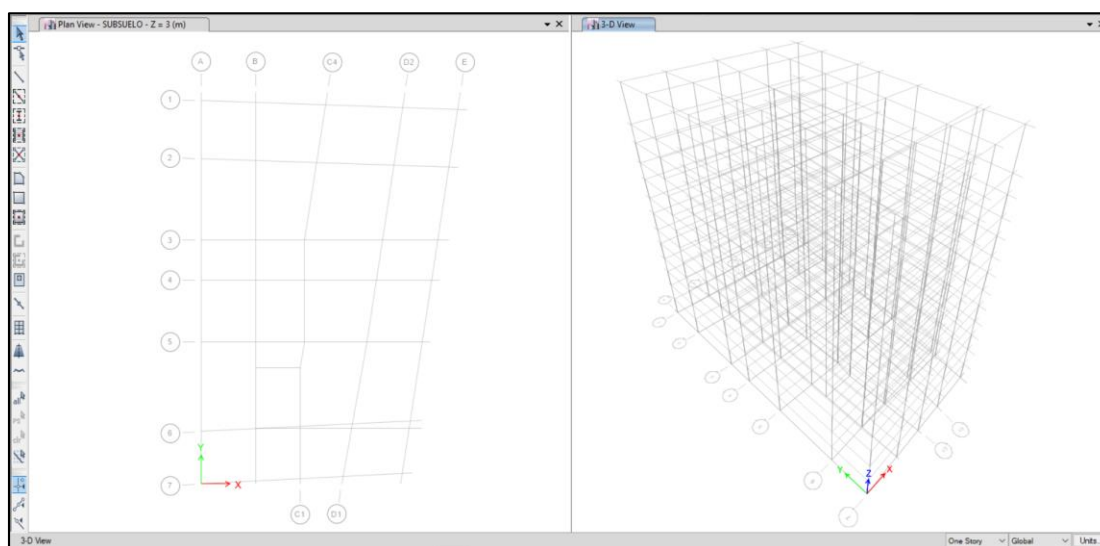 Plan View - SUBSUELO - Z = 3 (m)
3-D View
A
B
C4
D2
E
1
2
3
4
5
6
7
Y
X
C1
D1
Y
Z
X
3-D View
One Story
Global
Units...